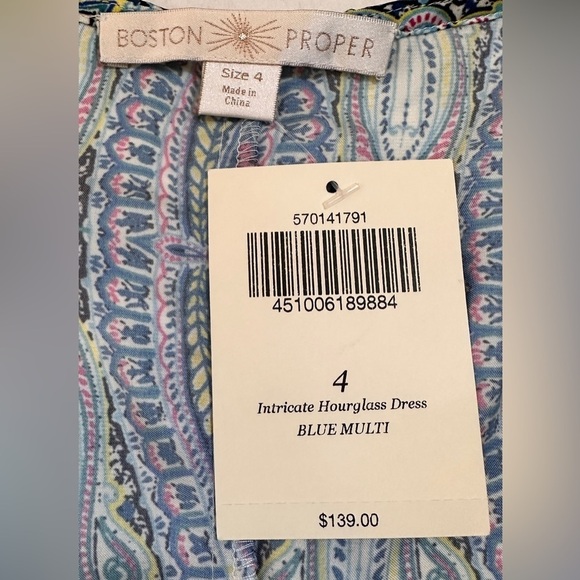 BOSTON PROPER
Size 4
Made in
China
570141791
451006189884
4
Intricate Hourglass Dress
BLUE MULTI
$139.00